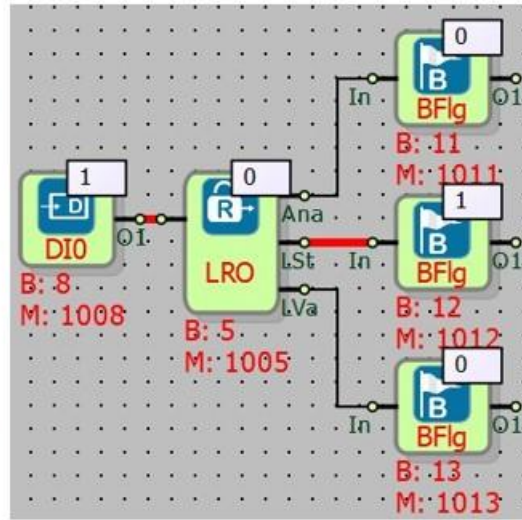 0
B
In
O1
BFlg
B: 11
M: 1011
1
D
O1
DI0
B: 8
M: 1008
0
R
Ana
LSt
LVa
LRO
B: 5
M: 1005
1
B
In
O1
BFlg
B: 12
M: 1012
0
B
In
O1
BFlg
B: 13
M: 1013